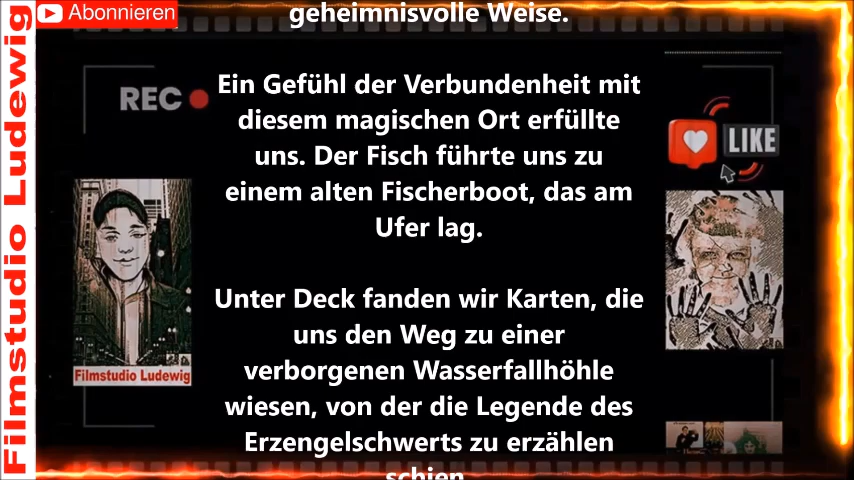 Filmstudio Ludewig
Abonnieren
geheimnisvolle Weise.
REC
LIKE
Ein Gefühl der Verbundenheit mit
diesem magischen Ort erfüllte
uns. Der Fisch führte uns zu
einem alten Fischerboot, das am
Ufer lag.
Filmstudio Ludewig
Unter Deck fanden wir Karten, die
uns den Weg zu einer
verborgenen Wasserfallhöhle
wiesen, von der die Legende des
Erzengelschwerts zu erzählen
schien